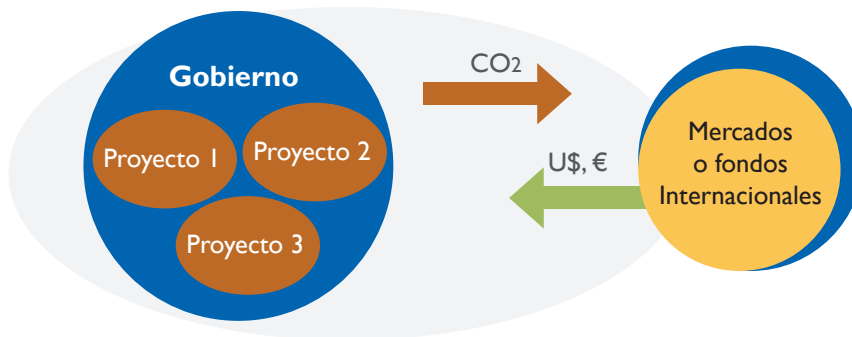 Gobierno
Proyecto 1
Proyecto 2
Proyecto 3
CO2
U$, €
Mercados
o fondos
Internacionales